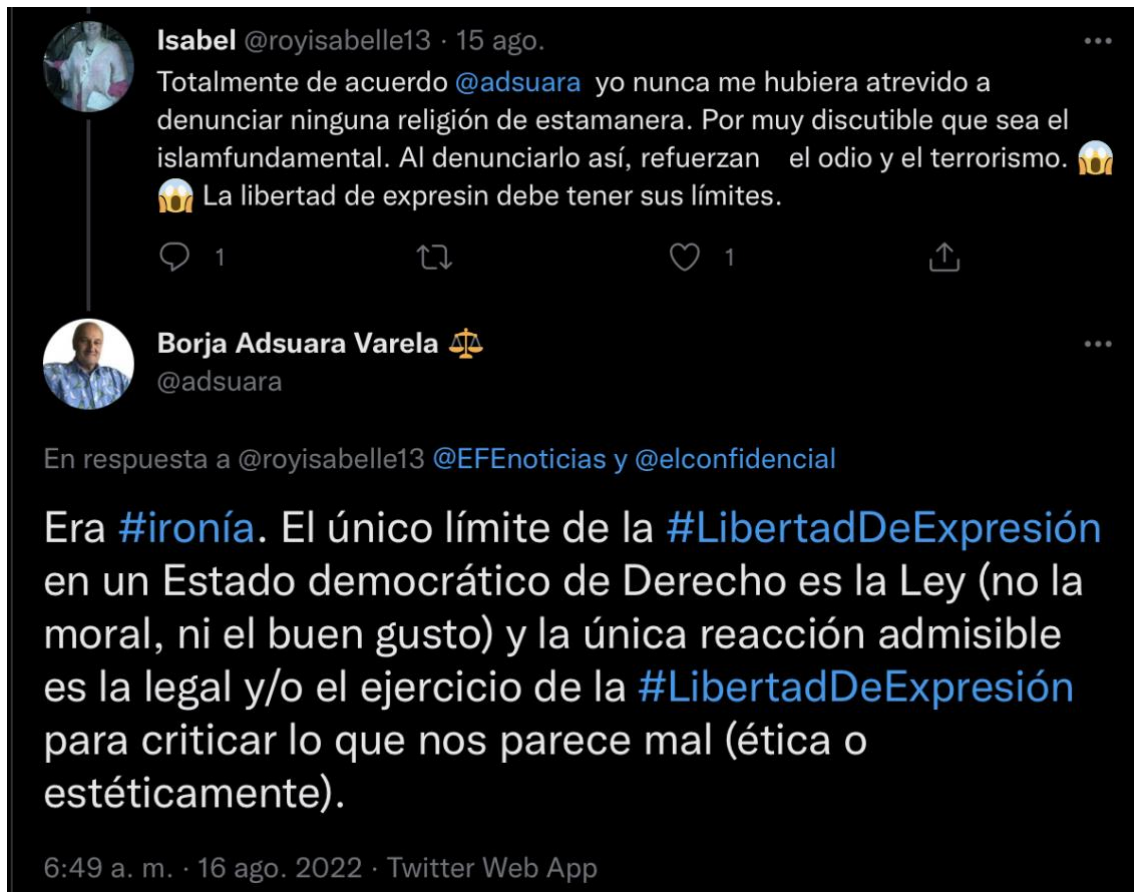 Isabel @royisabelle13 · 15 ago.
Totalmente de acuerdo @adsuara yo nunca me hubiera atrevido a
denunciar ninguna religión de estamanera. Por muy discutible que sea el
islamfundamental. Al denunciarlo así, refuerzan el odio y el terrorismo. 😱
😱 La libertad de expresin debe tener sus límites.
1 1
Borja Adsuara Varela ⚖️
@adsuara
En respuesta a @royisabelle13 @EFEnoticias y @elconfidencial
Era #ironía. El único límite de la #LibertadDeExpresión
en un Estado democrático de Derecho es la Ley (no la
moral, ni el buen gusto) y la única reacción admisible
es la legal y/o el ejercicio de la #LibertadDeExpresión
para criticar lo que nos parece mal (ética o
estéticamente).
6:49 a. m. · 16 ago. 2022 · Twitter Web App